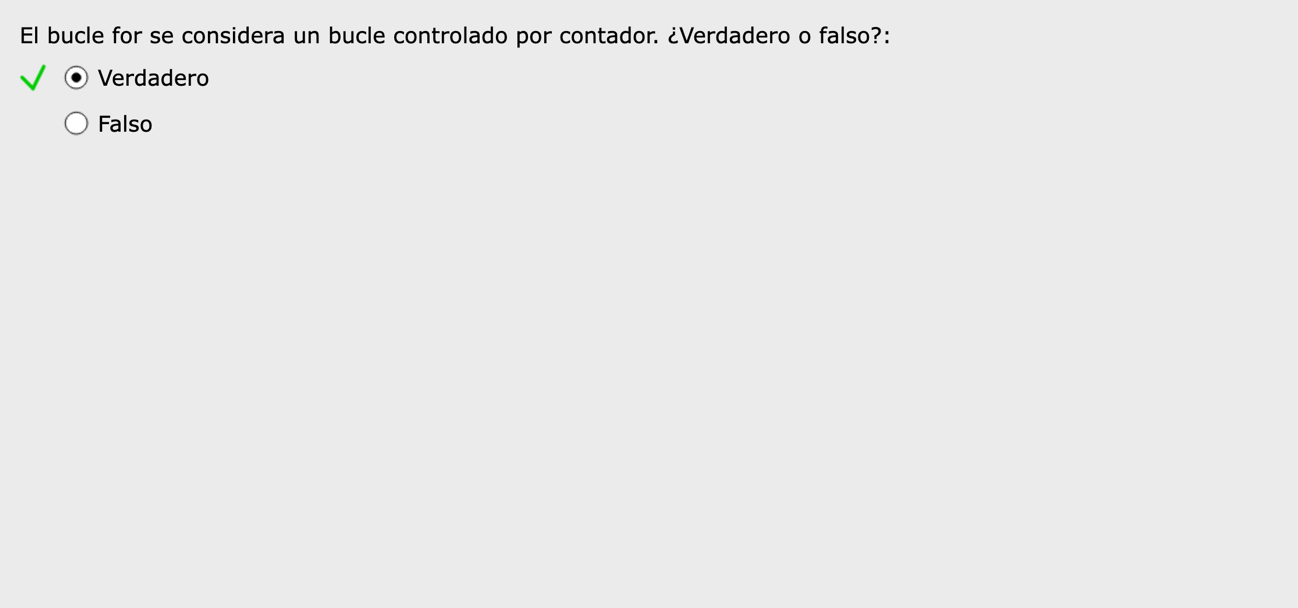 El bucle for se considera un bucle controlado por contador. ¿Verdadero o falso?:
Verdadero
Falso